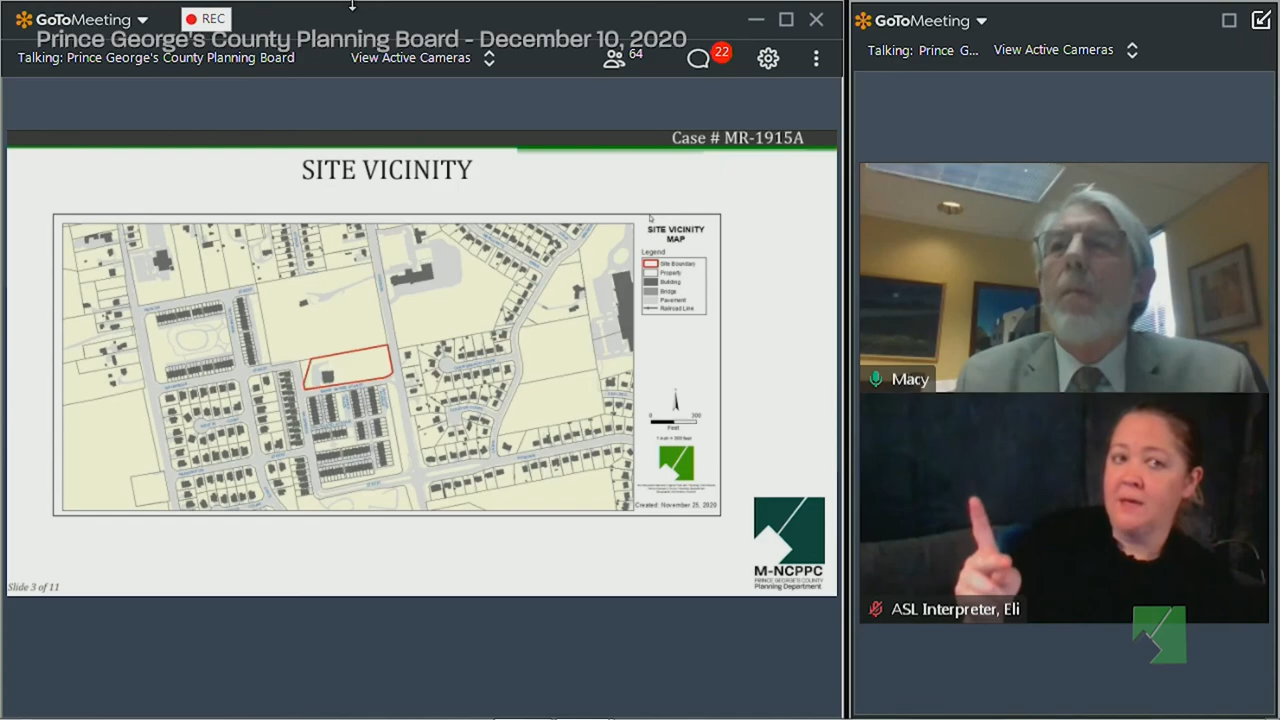 GoToMeeting
REC
Prince George's County Planning Board - December 10, 2020
Talking: Prince George's County Planning Board
View Active Cameras
64
22
Case # MR-1915A
SITE VICINITY
SITE VICINITY
MAP
Legend
Site Boundary
Property
Building
Bridge
Pavement
Railroad Line
0
300
Feet
Created: November 25, 2020
M-NCPPC
PRINCE GEORGE'S COUNTY
Planning Department
Slide 3 of 11
GoToMeeting
Talking: Prince G...
View Active Cameras
Macy
ASL Interpreter, Eli